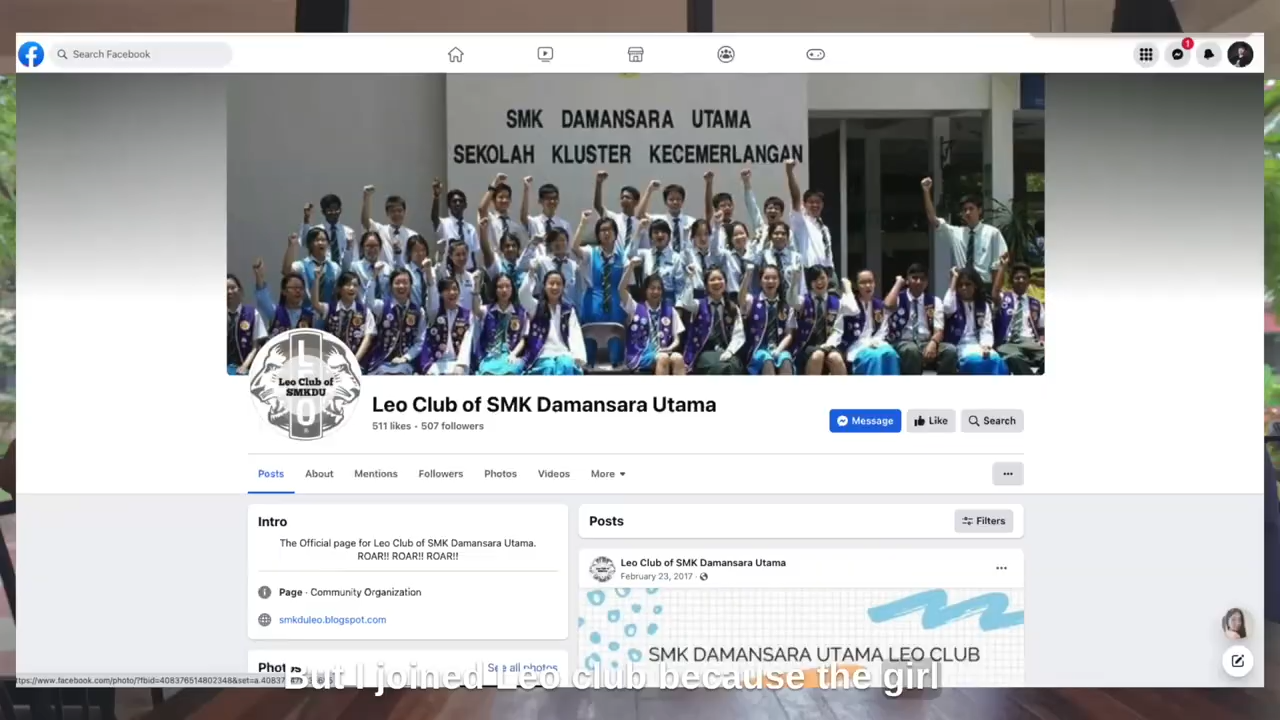 Search Facebook
1
SMK DAMANSARA UTAMA
SEKOLAH KLUSTER KECEMERLANGAN
Leo Club of
SMKDU
Leo Club of SMK Damansara Utama
511 likes • 507 followers
Message
Like
Search
Posts
About
Mentions
Followers
Photos
Videos
More
Intro
The Official page for Leo Club of SMK Damansara Utama.
ROAR!! ROAR!! ROAR!!
Page · Community Organization
smkduleo.blogspot.com
Photos
See all photos
Posts
Filters
Leo Club of SMK Damansara Utama
February 23, 2017 ·
SMK DAMANSARA UTAMA LEO CLUB
But I joined Leo club because the girl